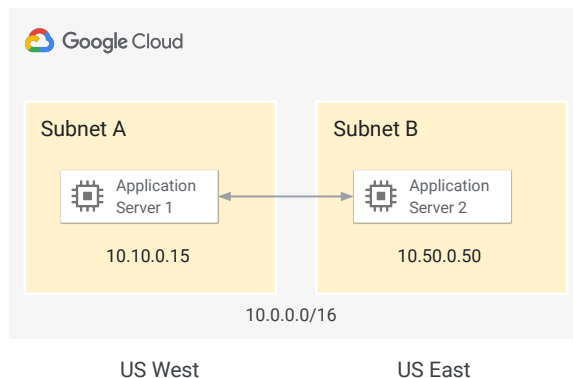 Google Cloud
Subnet A
Subnet B
Application
Server 1
Application
Server 2
10.10.0.15
10.50.0.50
10.0.0.0/16
US West
US East